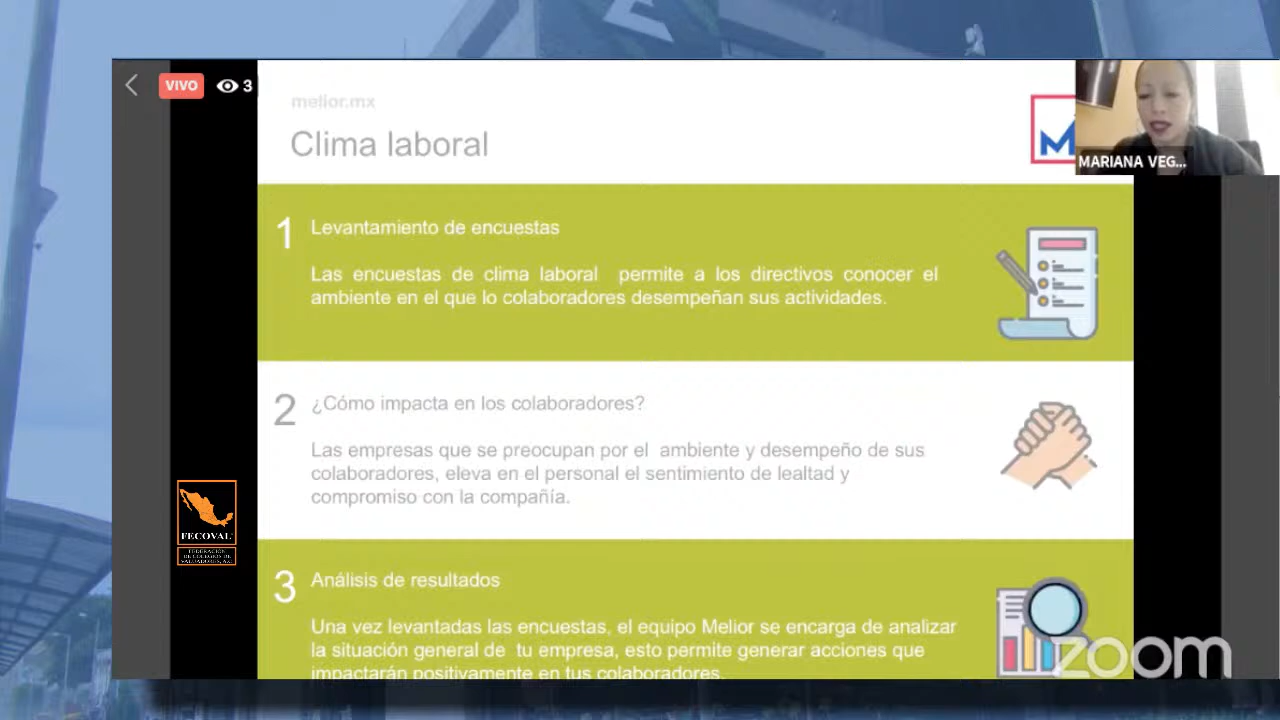 VIVO
3
melior.mx
Clima laboral
M
MARIANA VEG...
1
Levantamiento de encuestas
Las encuestas de clima laboral permite a los directivos conocer el
ambiente en el que lo colaboradores desempeñan sus actividades.
2
¿Cómo impacta en los colaboradores?
Las empresas que se preocupan por el ambiente y desempeño de sus
colaboradores, eleva en el personal el sentimiento de lealtad y
compromiso con la compañía.
FECOVAL
FEDERACIÓN
DE COLEGIOS DE
VALUADORES, A.C.
3
Análisis de resultados
Una vez levantadas las encuestas, el equipo Melior se encarga de analizar
la situación general de tu empresa, esto permite generar acciones que
impactarán positivamente en tus colaboradores.
zoom